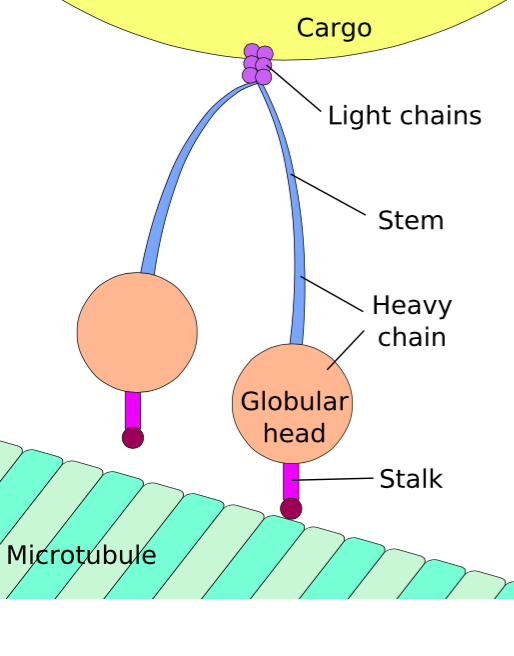 Cargo
Light chains
Stem
Heavy
chain
Globular
head
Stalk
Microtubule